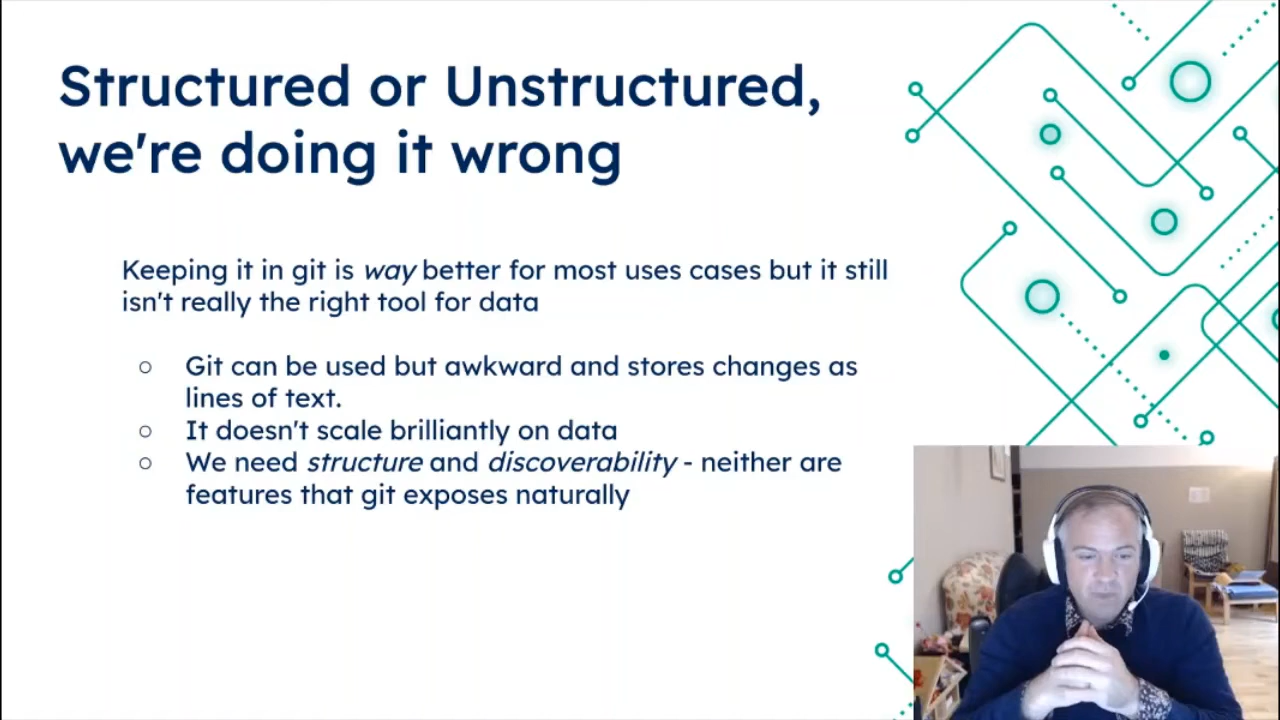 Structured or Unstructured,
we're doing it wrong
Keeping it in git is way better for most uses cases but it still
isn't really the right tool for data
○ Git can be used but awkward and stores changes as
lines of text.
○ It doesn't scale brilliantly on data
○ We need structure and discoverability - neither are
features that git exposes naturally